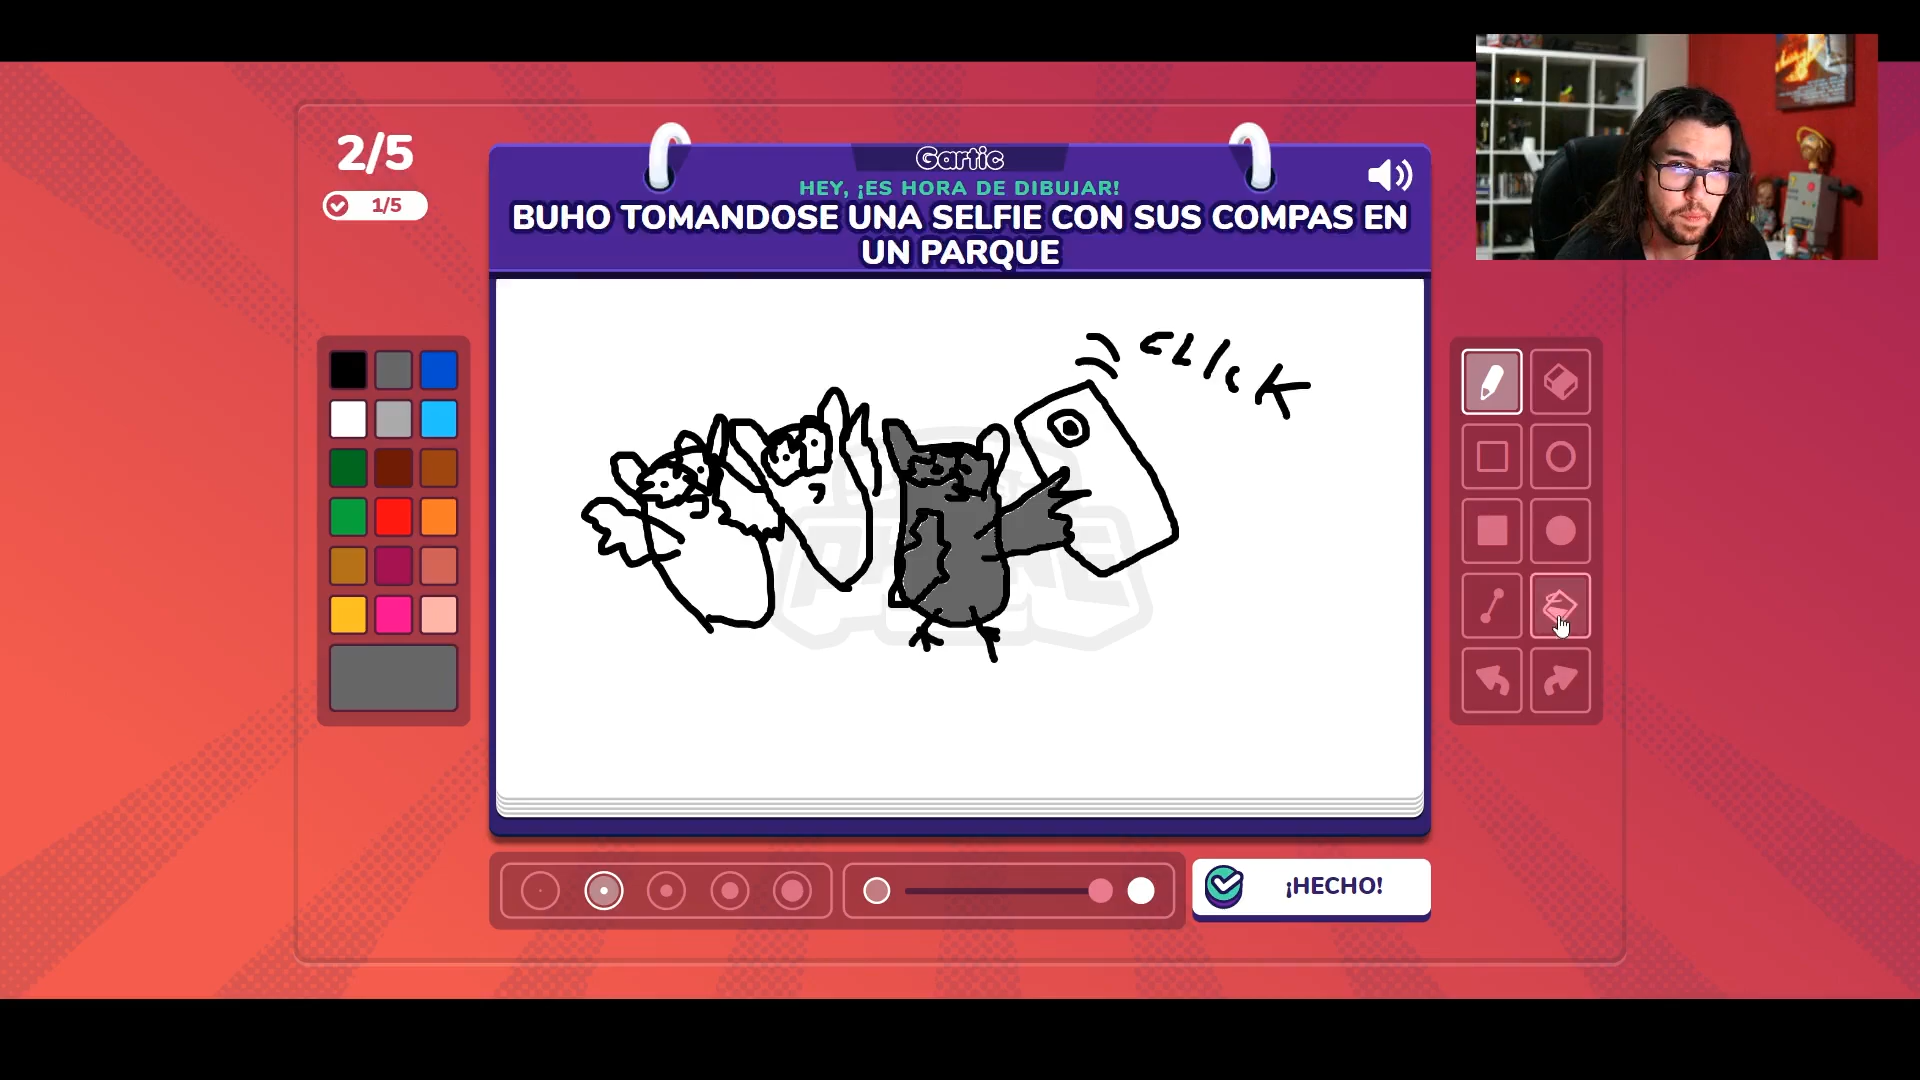 2/5
1/5
Gartic
HEY, ¡ES HORA DE DIBUJAR!
BUHO TOMANDOSE UNA SELFIE CON SUS COMPAS EN
UN PARQUE
CLICK
¡HECHO!